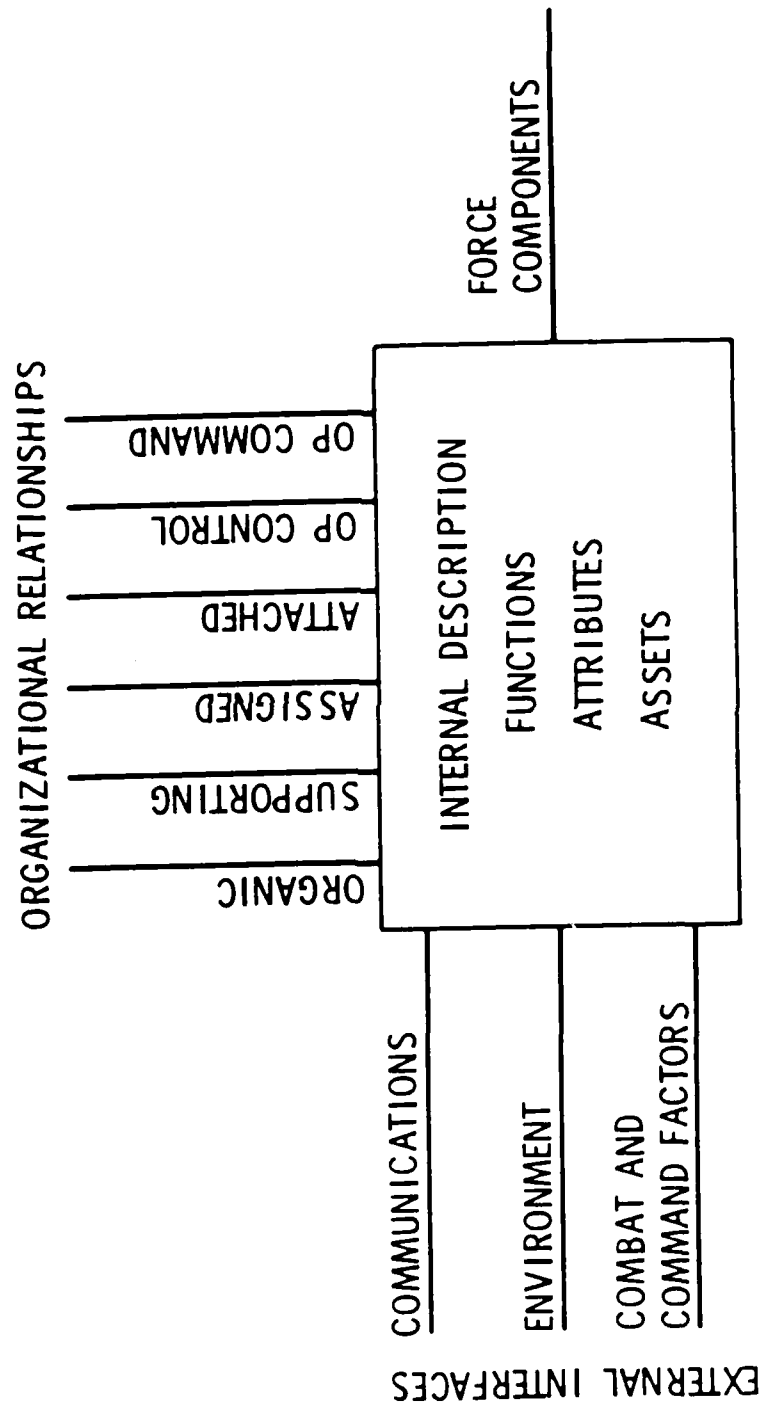 ORGANIZATIONAL RELATIONSHIPS
ORGANIC
SUPPORTING
ASSIGNED
ATTACHED
OP CONTROL
OP COMMAND
EXTERNAL INTERFACES
COMMUNICATIONS
ENVIRONMENT
COMBAT AND
COMMAND FACTORS
INTERNAL DESCRIPTION
FUNCTIONS
ATTRIBUTES
ASSETS
FORCE
COMPONENTS